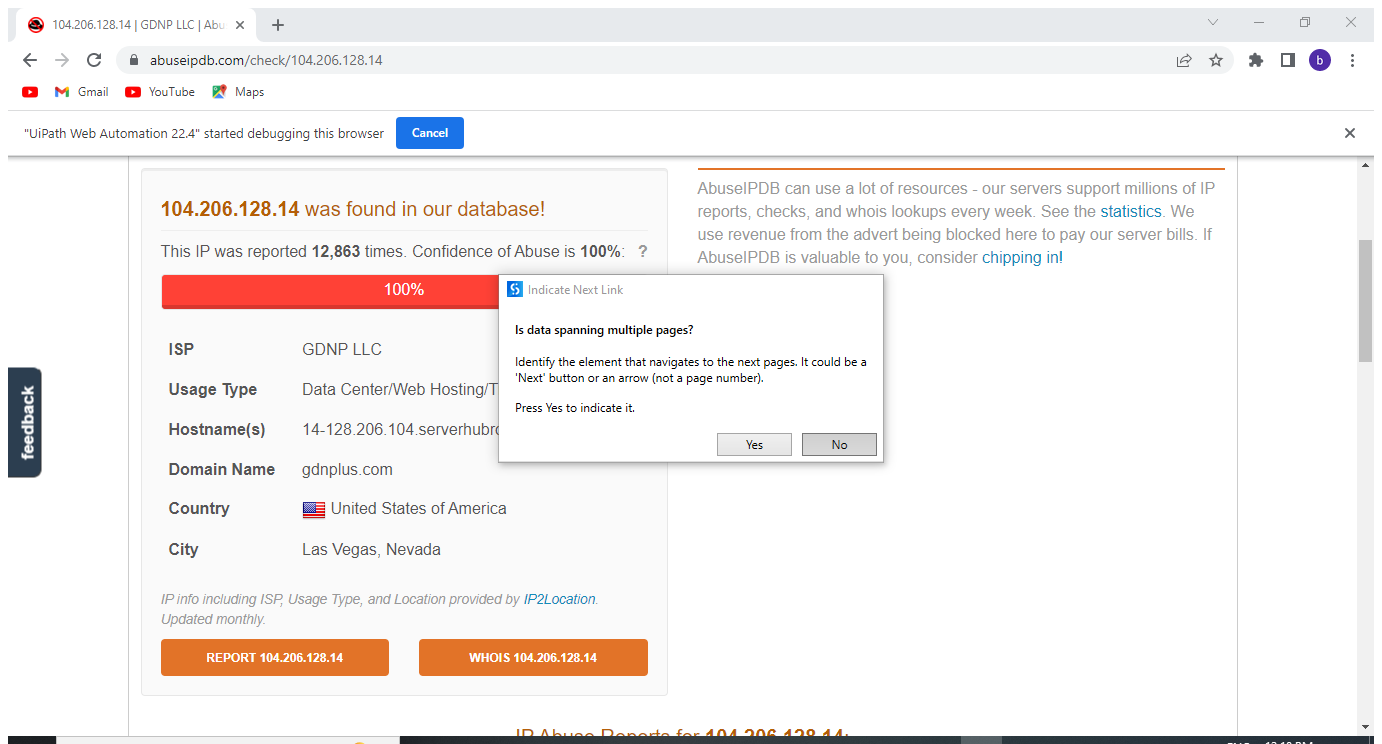 104.206.128.14 | GDNP LLC | Abu
abuseipdb.com/check/104.206.128.14
b
Gmail
YouTube
Maps
"UiPath Web Automation 22.4" started debugging this browser
Cancel
104.206.128.14 was found in our database!
This IP was reported 12,863 times. Confidence of Abuse is 100%: ?
100%
ISP GDNP LLC
Usage Type Data Center/Web Hosting/T
Hostname(s) 14-128.206.104.serverhubr
Domain Name gdnplus.com
Country United States of America
City Las Vegas, Nevada
IP info including ISP, Usage Type, and Location provided by IP2Location.
Updated monthly.
REPORT 104.206.128.14
WHOIS 104.206.128.14
AbuseIPDB can use a lot of resources - our servers support millions of IP
reports, checks, and whois lookups every week. See the statistics. We
use revenue from the advert being blocked here to pay our server bills. If
AbuseIPDB is valuable to you, consider chipping in!
Indicate Next Link
Is data spanning multiple pages?
Identify the element that navigates to the next pages. It could be a
'Next' button or an arrow (not a page number).
Press Yes to indicate it.
Yes
No
feedback
IP Abuse Reports for 104.206.128.14: